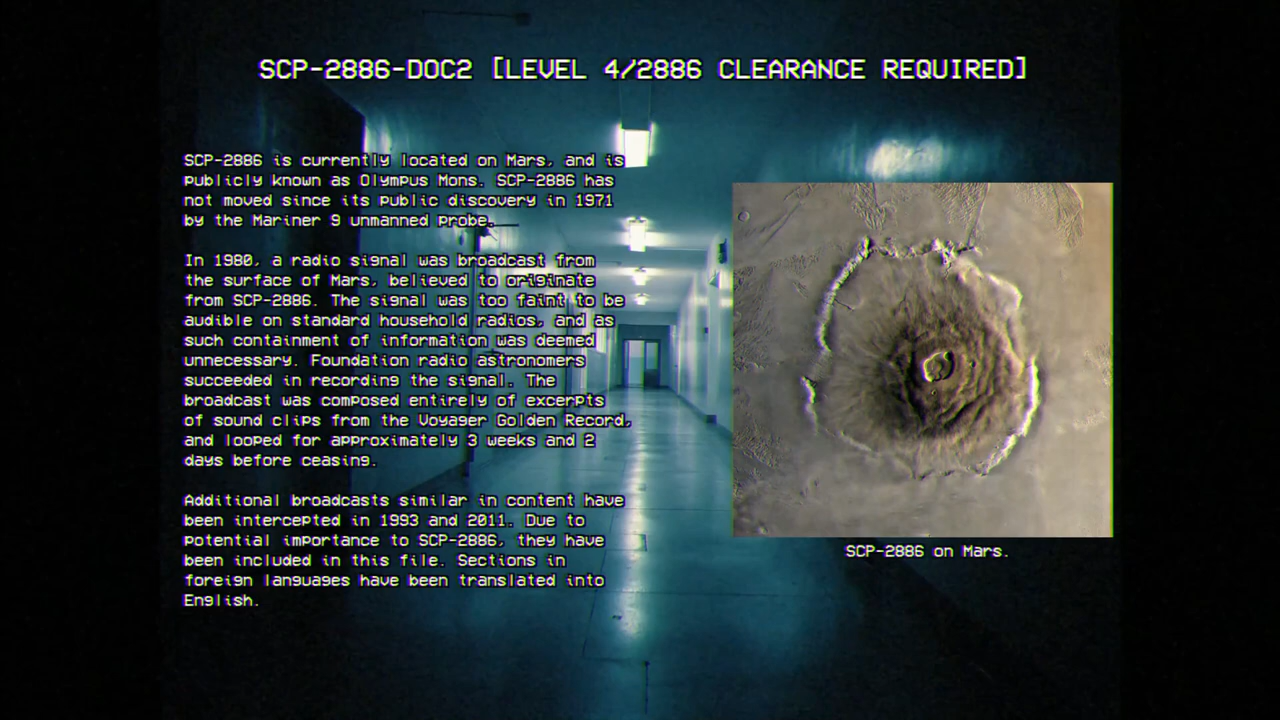 SCP-2886-DOC2 [LEVEL 4/2886 CLEARANCE REQUIRED]
SCP-2886 is currently located on Mars, and is
publicly known as Olympus Mons. SCP-2886 has
not moved since its public discovery in 1971
by the Mariner 9 unmanned probe.
In 1980, a radio signal was broadcast from
the surface of Mars, believed to originate
from SCP-2886. The signal was too faint to be
audible on standard household radios, and as
such containment of information was deemed
unnecessary. Foundation radio astronomers
succeeded in recording the signal. The
broadcast was composed entirely of excerpts
of sound clips from the Voyager Golden Record,
and looped for approximately 3 weeks and 2
days before ceasing.
Additional broadcasts similar in content have
been intercepted in 1993 and 2011. Due to
potential importance to SCP-2886, they have
been included in this file. Sections in
foreign languages have been translated into
English.
SCP-2886 on Mars.